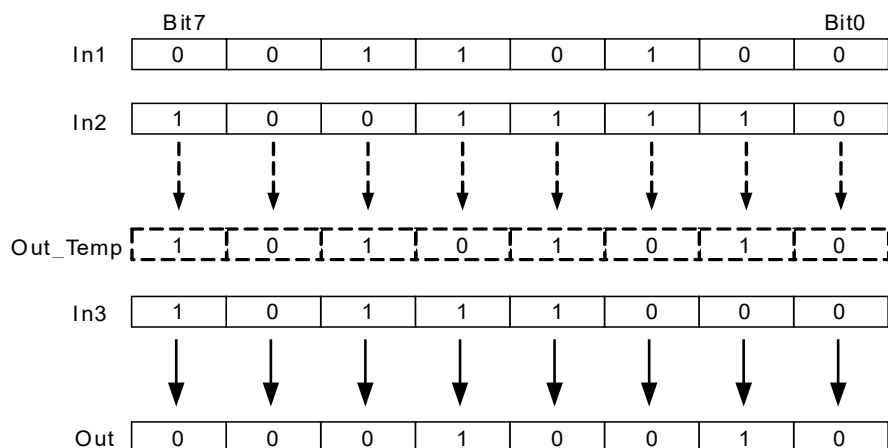 Bit7 Bit0
In1 0 0 1 1 0 1 0 0
In2 1 0 0 1 1 1 1 0
Out_Temp 1 0 1 0 1 0 1 0
In3 1 0 1 1 1 0 0 0
Out 0 0 0 1 0 0 1 0